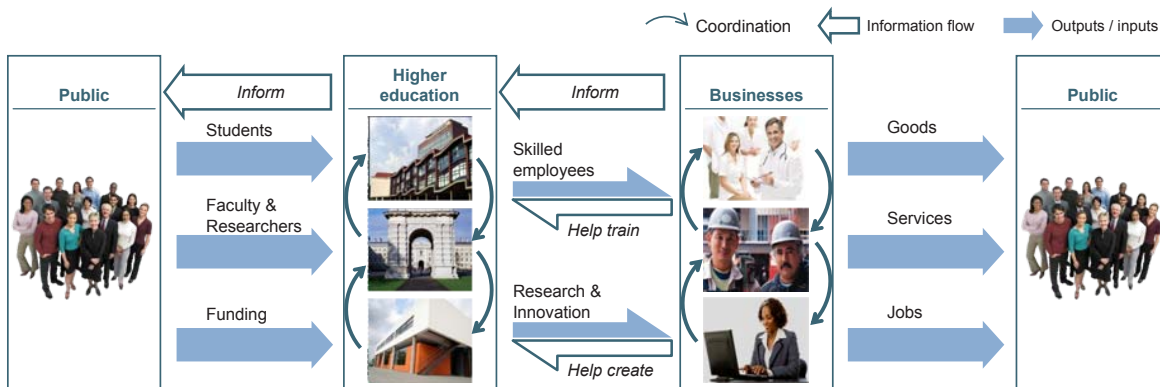 Coordination
Information flow
Outputs / inputs
Public
Inform
Higher
education
Inform
Businesses
Public
Students
Faculty &
Researchers
Funding
Skilled
employees
Help train
Research &
Innovation
Help create
Goods
Services
Jobs